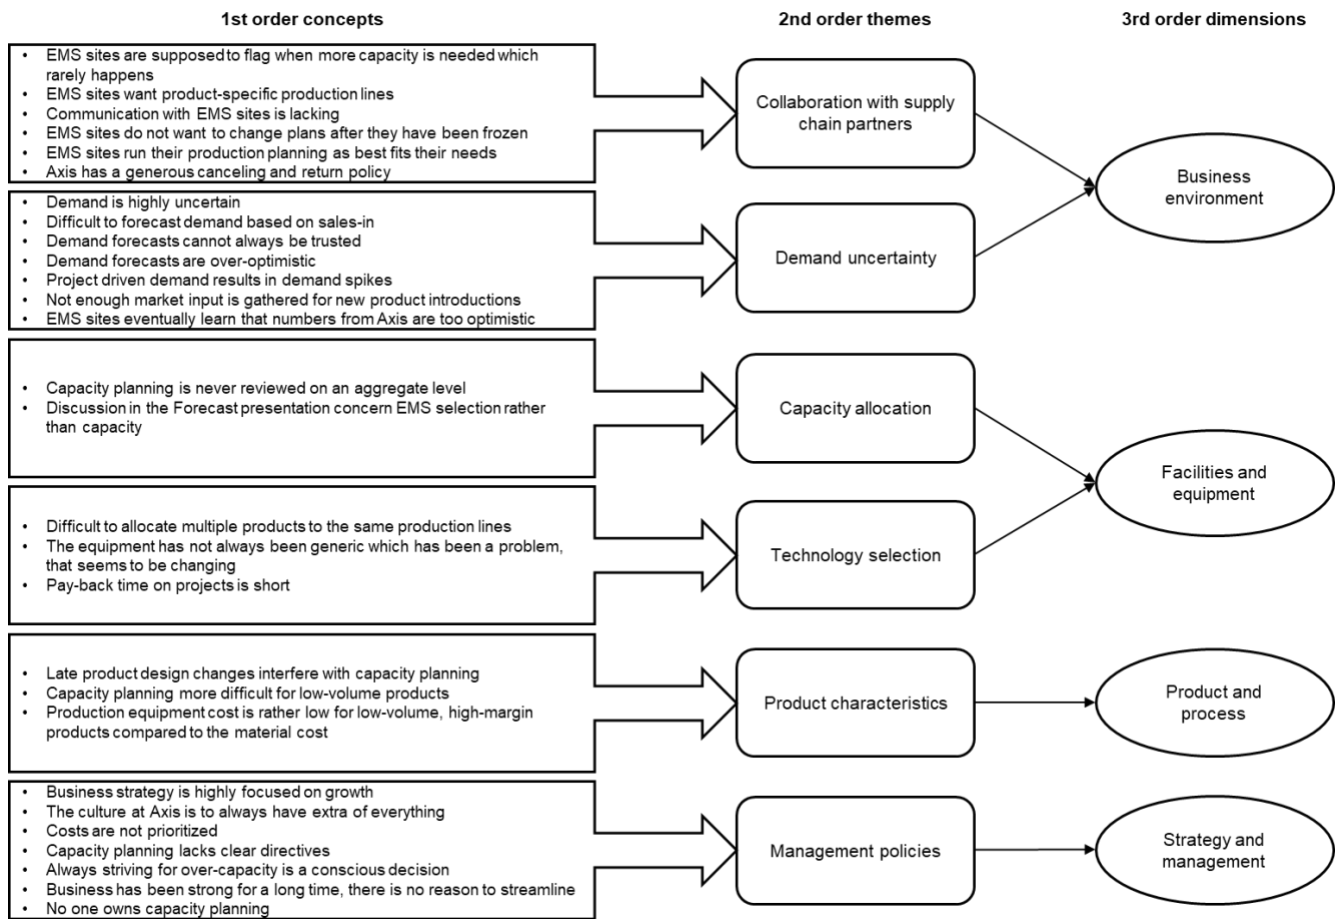 1st order concepts
2nd order themes
3rd order dimensions
• EMS sites are supposed to flag when more capacity is needed which
rarely happens
• EMS sites want product-specific production lines
• Communication with EMS sites is lacking
• EMS sites do not want to change plans after they have been frozen
• EMS sites run their production planning as best fits their needs
• Axis has a generous canceling and return policy
Collaboration with supply
chain partners
Business
environment
• Demand is highly uncertain
• Difficult to forecast demand based on sales-in
• Demand forecasts cannot always be trusted
• Demand forecasts are over-optimistic
• Project driven demand results in demand spikes
• Not enough market input is gathered for new product introductions
• EMS sites eventually learn that numbers from Axis are too optimistic
Demand uncertainty
• Capacity planning is never reviewed on an aggregate level
• Discussion in the Forecast presentation concern EMS selection rather
than capacity
Capacity allocation
Facilities and
equipment
• Difficult to allocate multiple products to the same production lines
• The equipment has not always been generic which has been a problem,
that seems to be changing
• Pay-back time on projects is short
Technology selection
• Late product design changes interfere with capacity planning
• Capacity planning more difficult for low-volume products
• Production equipment cost is rather low for low-volume, high-margin
products compared to the material cost
Product characteristics
Product and
process
• Business strategy is highly focused on growth
• The culture at Axis is to always have extra of everything
• Costs are not prioritized
• Capacity planning lacks clear directives
• Always striving for over-capacity is a conscious decision
• Business has been strong for a long time, there is no reason to streamline
• No one owns capacity planning
Management policies
Strategy and
management